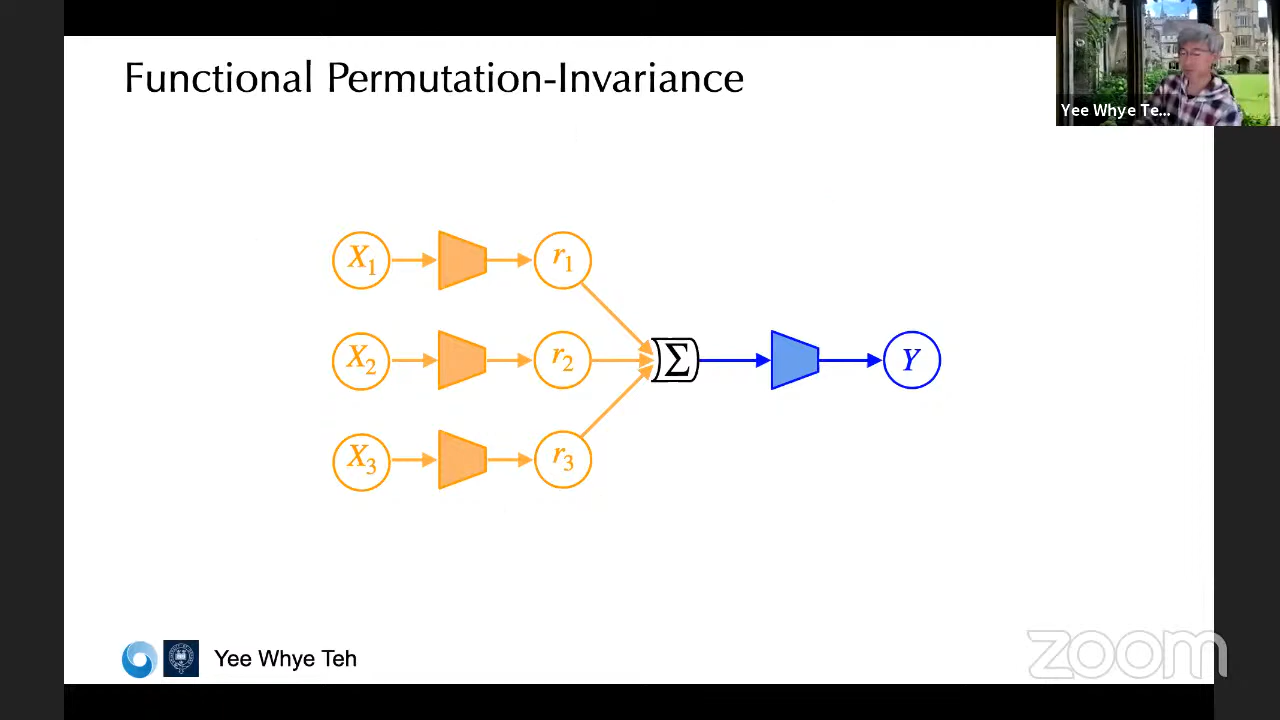 Functional Permutation-Invariance
Yee Whye Te...
X1
r1
X2
r2
Σ
Y
X3
r3
Yee Whye Teh
zoom